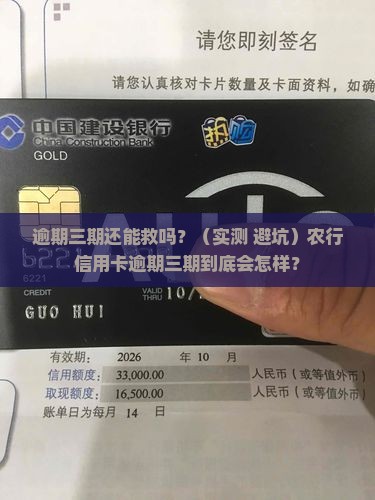 请您即刻签名
请您认真核对卡片数量及卡面资料，如确
中国建设银行
China Construction Bank
GOLD
逾期三期还能救吗？（实测 避坑）农行
信用卡逾期三期到底会怎样？
CREDIT
VALID THRU 10/
GUO HUI
有效期： 2026 年 10 月
信用额度： 33,000.00 人民币（或等值外币）
取现额度： 16,500.00 人民币（或等值外币）
账单日为每月 14 日